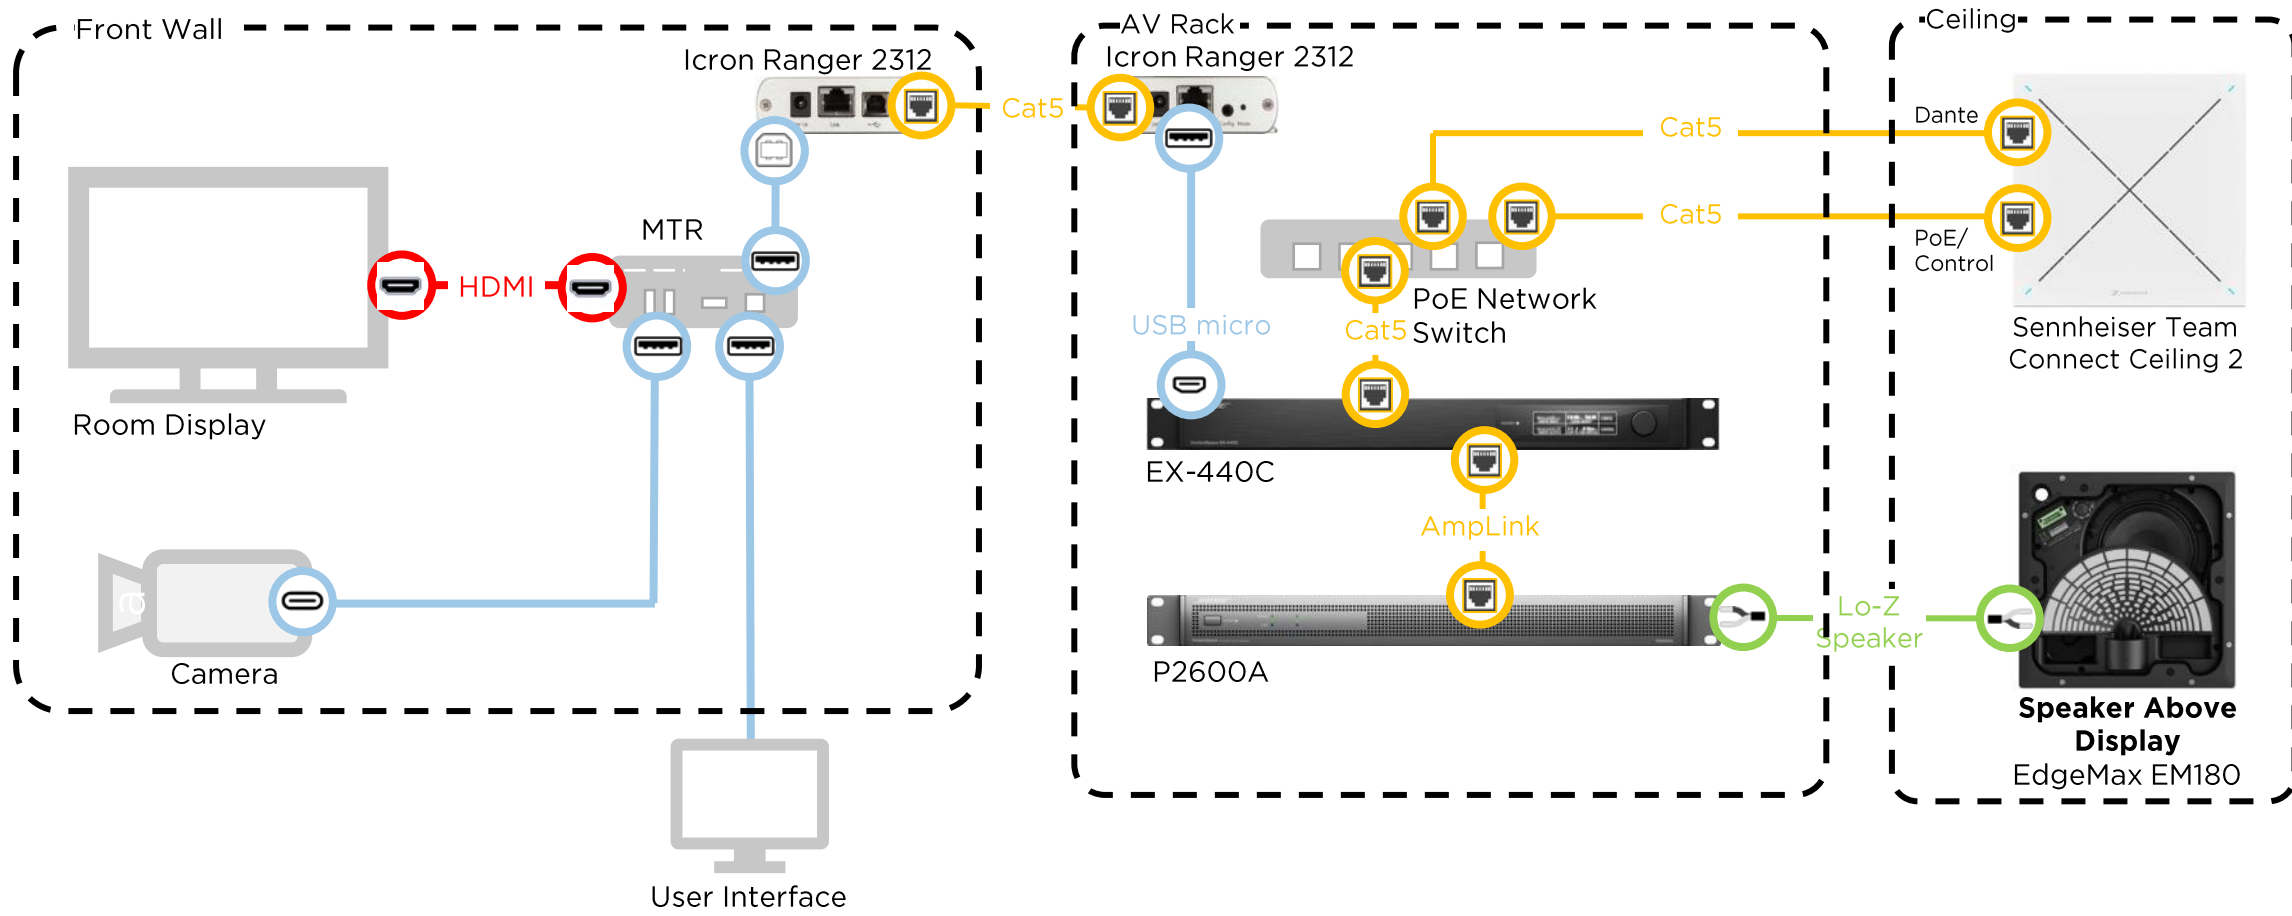 Front Wall
Icron Ranger 2312
Cat5
AV Rack
Icron Ranger 2312
Ceiling
Dante
Cat5
Cat5
PoE/
Control
Sennheiser Team
Connect Ceiling 2
MTR
HDMI
Room Display
USB micro
PoE Network
Switch
Cat5
EX-440C
AmpLink
P2600A
Lo-Z
Speaker
Speaker Above
Display
EdgeMax EM180
a
Camera
User Interface